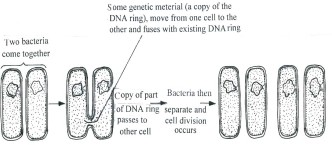 Some genetic meterial (a copy of the
DNA ring), move from one cell to the
other and fuses with existing DNA ring
Two bacteria
come together
Copy of part
of DNA ring
passes to
other cell
Bacteria then
separate and
cell division
occurs